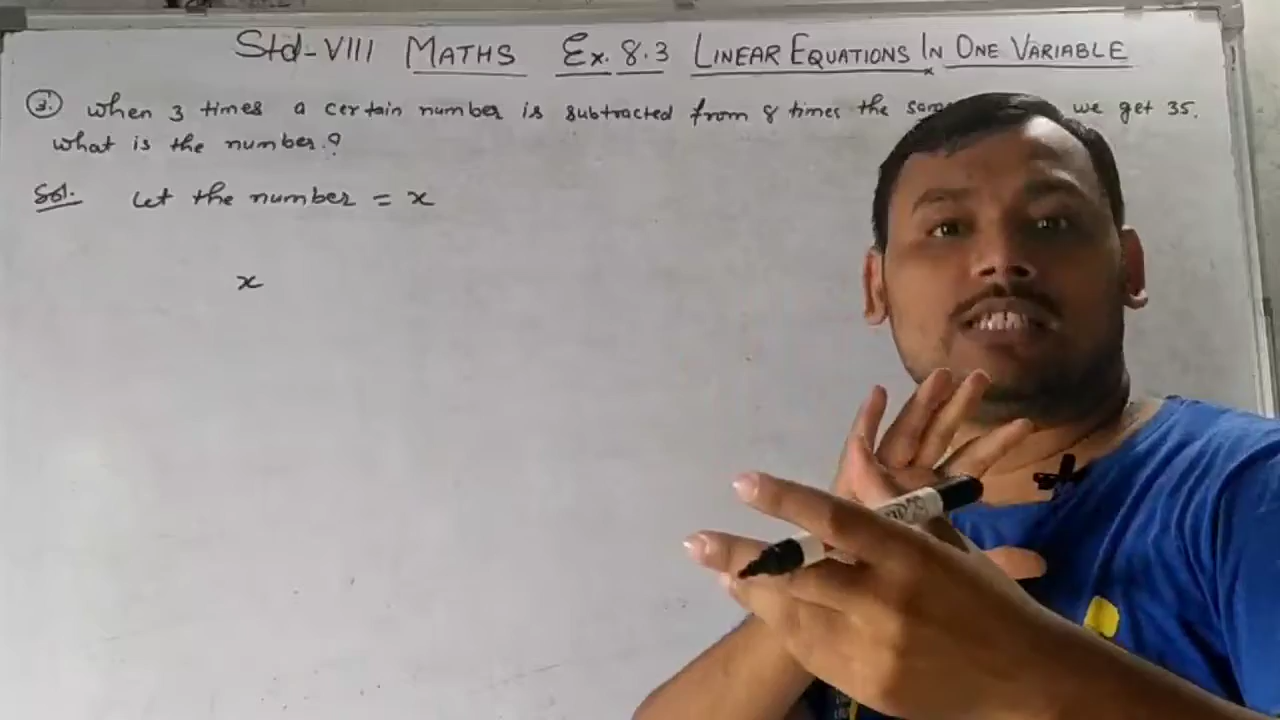 Std-VIII MATHS Ex. 8.3 LINEAR EQUATIONS IN ONE VARIABLE
3. When 3 times a certain number is subtracted from 8 times the we get 35.
what is the number?
Sol. Let the number = x
x